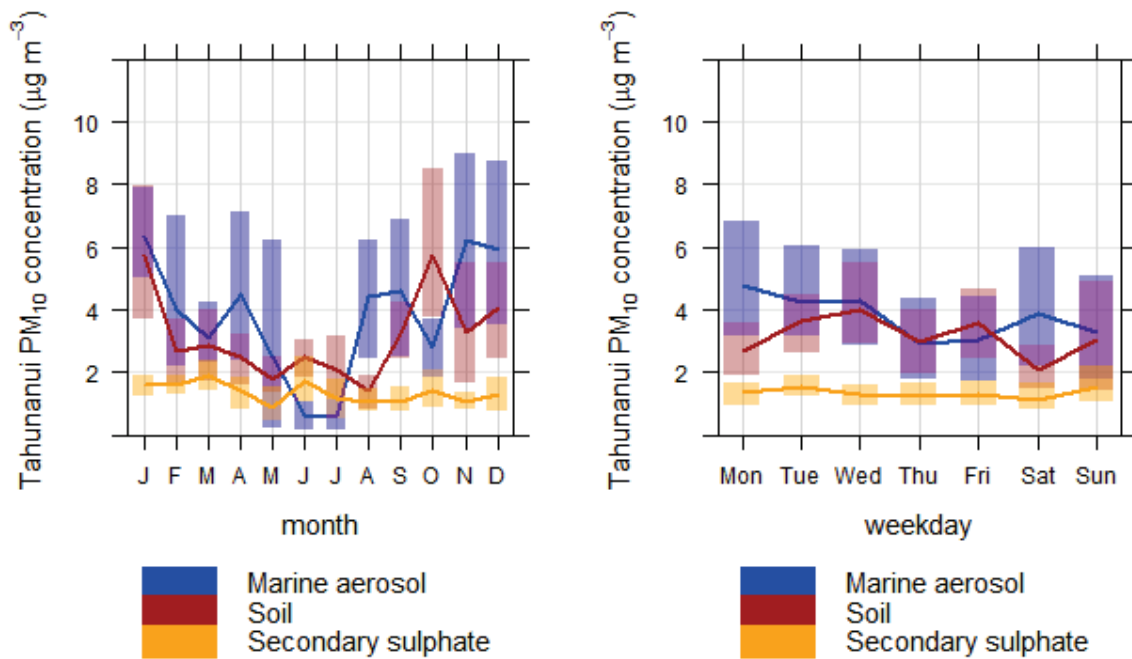 Tahunanui PM₁₀ concentration (µg m⁻³)
10
8
6
4
2
J F M A M J J A S O N D
month
Marine aerosol
Soil
Secondary sulphate
Tahunanui PM₁₀ concentration (µg m⁻³)
10
8
6
4
2
Mon Tue Wed Thu Fri Sat Sun
weekday
Marine aerosol
Soil
Secondary sulphate